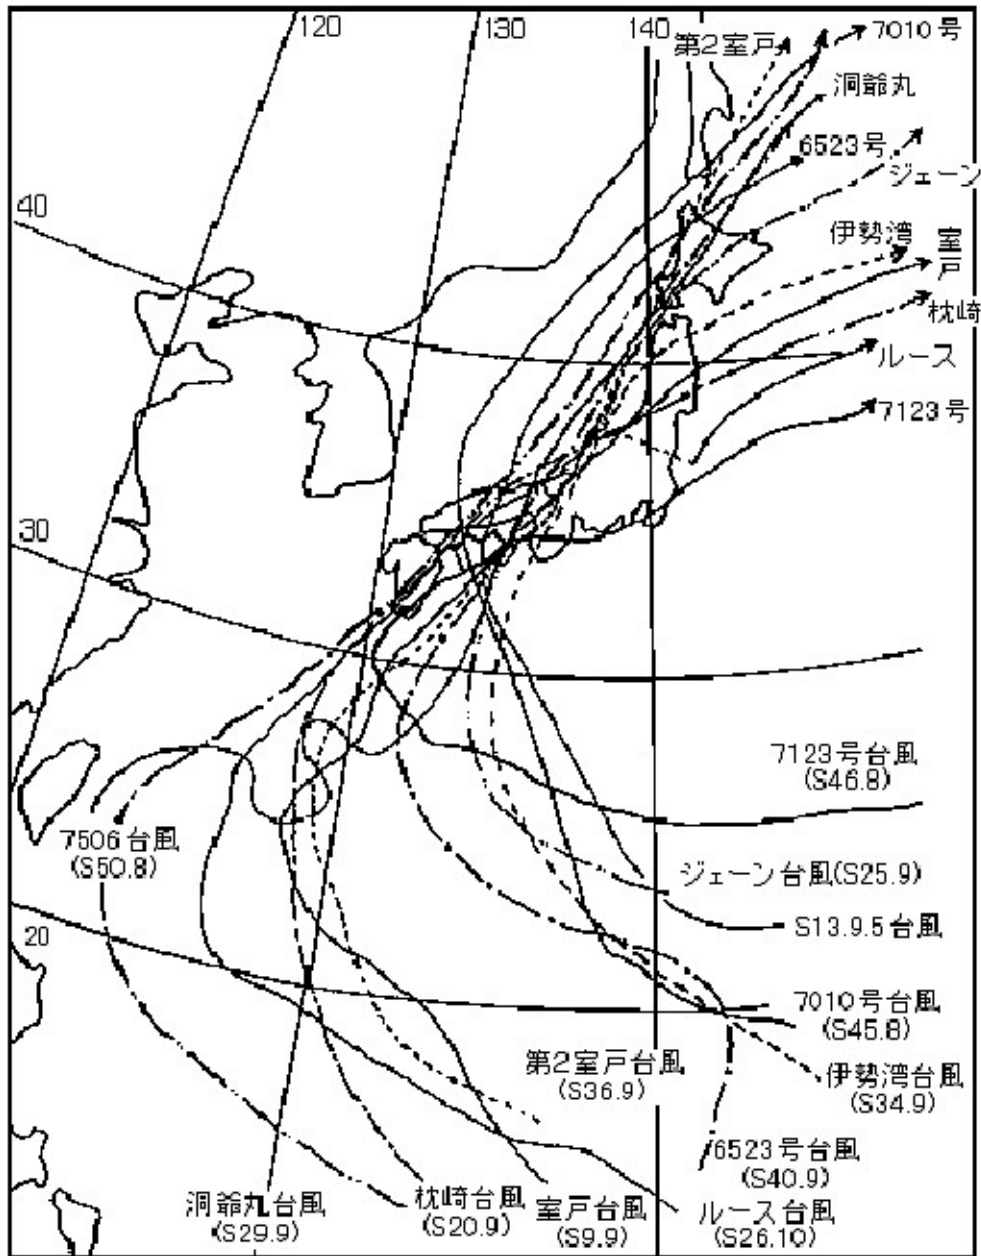 120
130
140
第2室戸
7010号
洞爺丸
6523号
ジェーン
40
伊勢湾
室戸
枕崎
ルース
7123号
30
7123号台風
(S46.8)
7506台風
(S50.8)
ジェーン台風(S25.9)
S13.9.5台風
20
7010号台風
(S45.8)
第2室戸台風
(S36.9)
伊勢湾台風
(S34.9)
6523号台風
(S40.9)
洞爺丸台風
(S29.9)
枕崎台風
(S20.9)
室戸台風
(S9.9)
ルース台風
(S26.10)